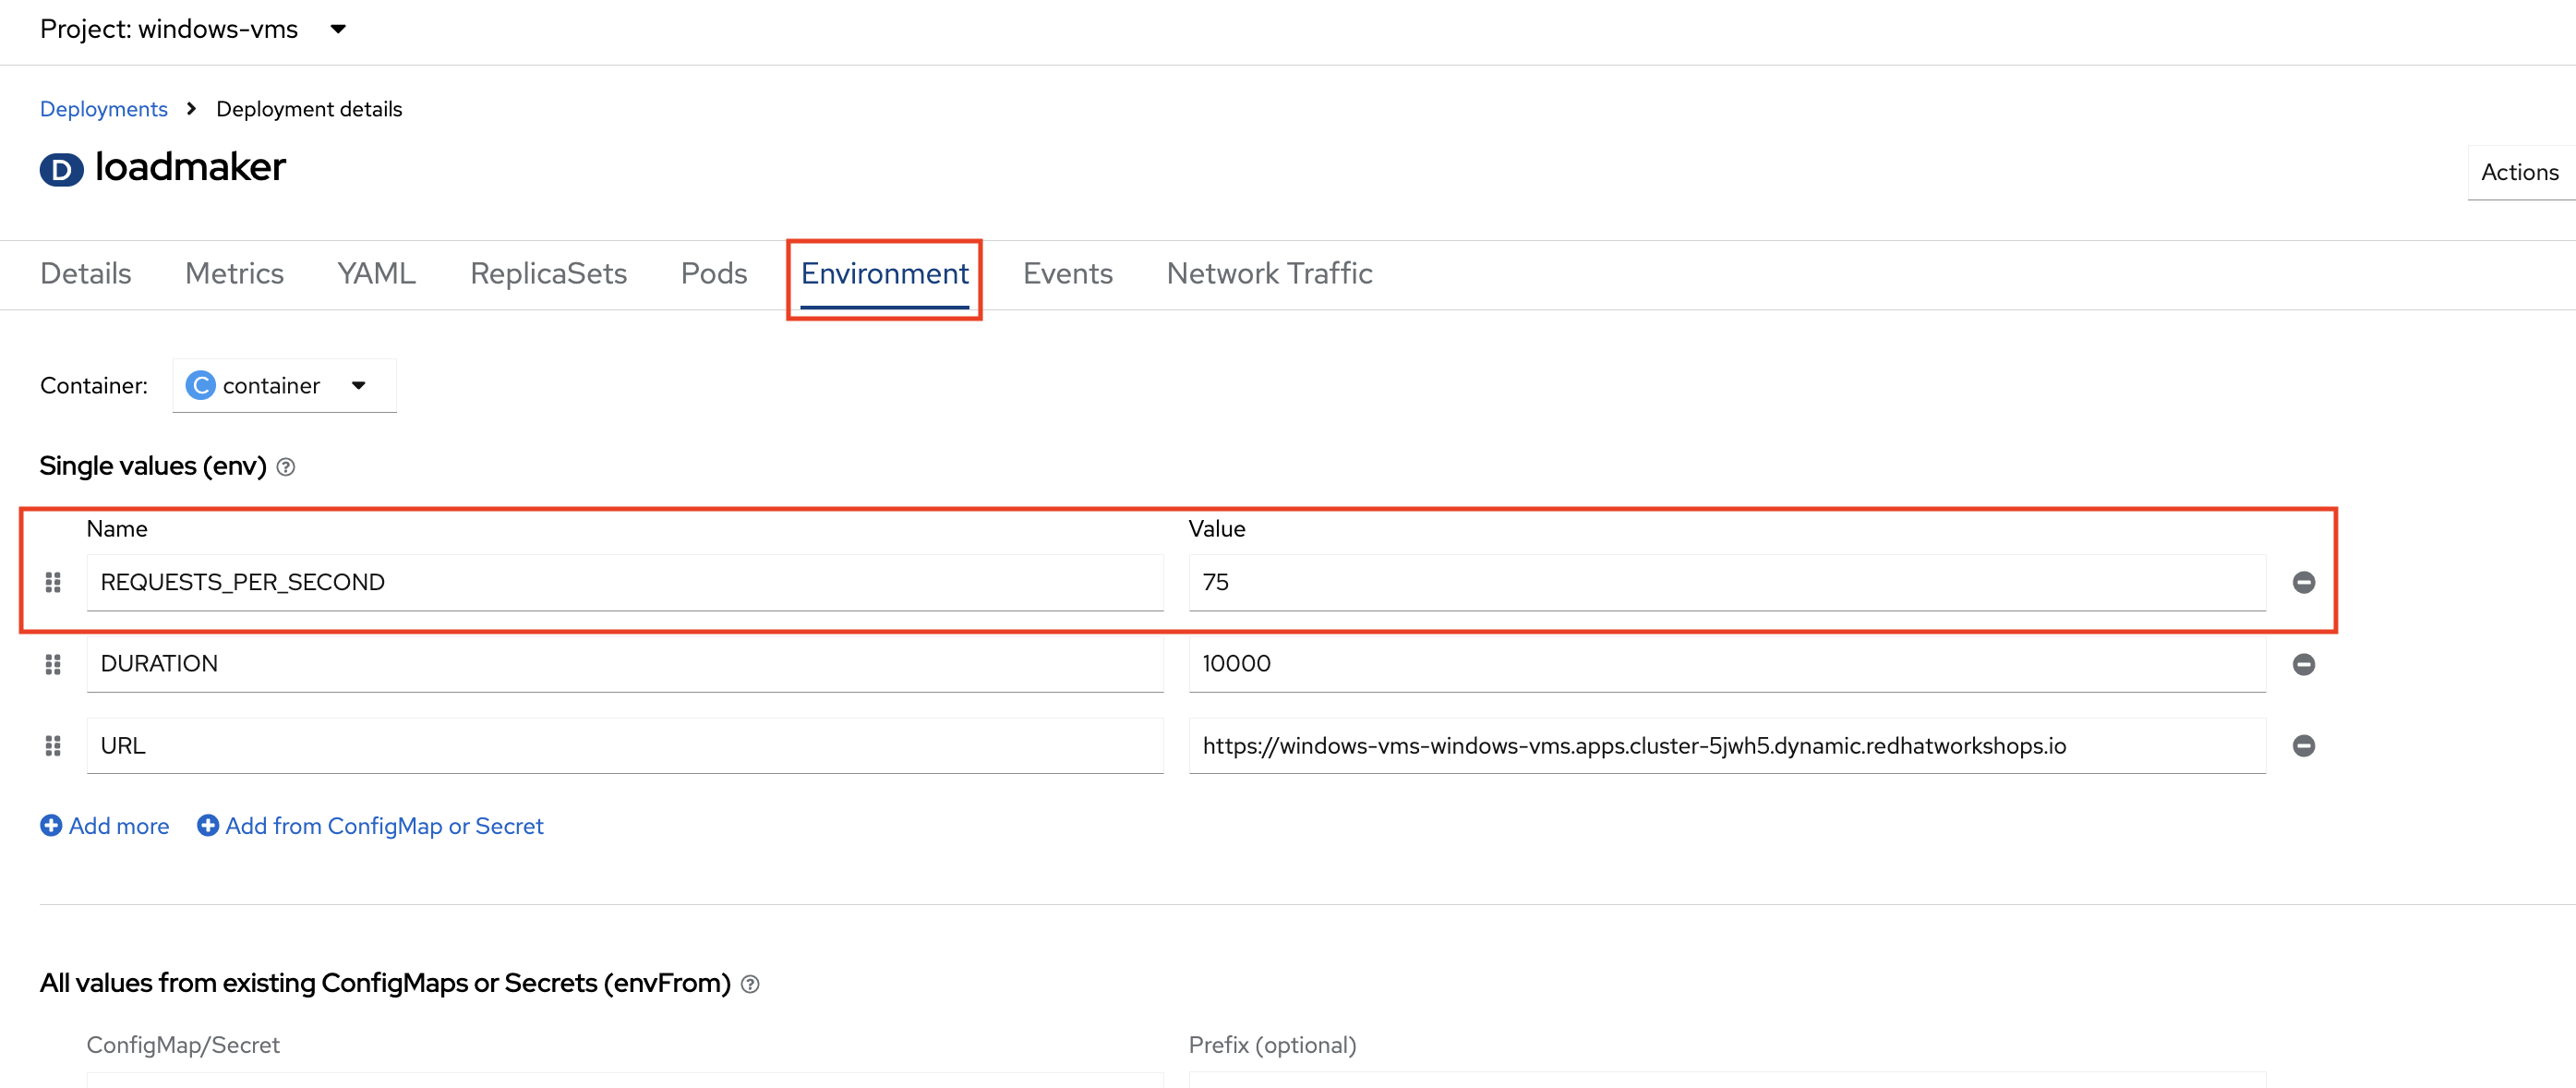 Project: windows-vms
Deployments > Deployment details
D loadmaker
Actions
Details Metrics YAML ReplicaSets Pods Environment Events Network Traffic
Container: C container
Single values (env)
Name Value
REQUESTS_PER_SECOND 75
DURATION 10000
URL https://windows-vms-windows-vms.apps.cluster-5jwh5.dynamic.redhatworkshops.io
Add more Add from ConfigMap or Secret
All values from existing ConfigMaps or Secrets (envFrom)
ConfigMap/Secret Prefix (optional)